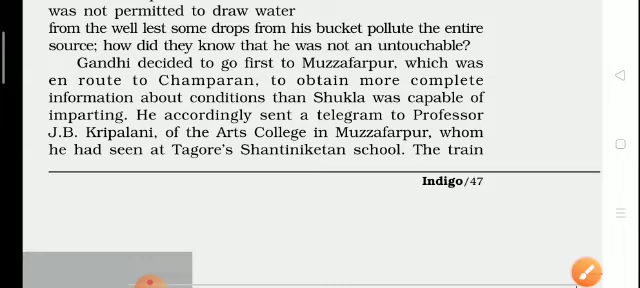 was not permitted to draw water
from the well lest some drops from his bucket pollute the entire
source; how did they know that he was not an untouchable?
Gandhi decided to go first to Muzzafarpur, which was
en route to Champaran, to obtain more complete
information about conditions than Shukla was capable of
imparting. He accordingly sent a telegram to Professor
J.B. Kripalani, of the Arts College in Muzzafarpur, whom
he had seen at Tagore's Shantiniketan school. The train
Indigo/47